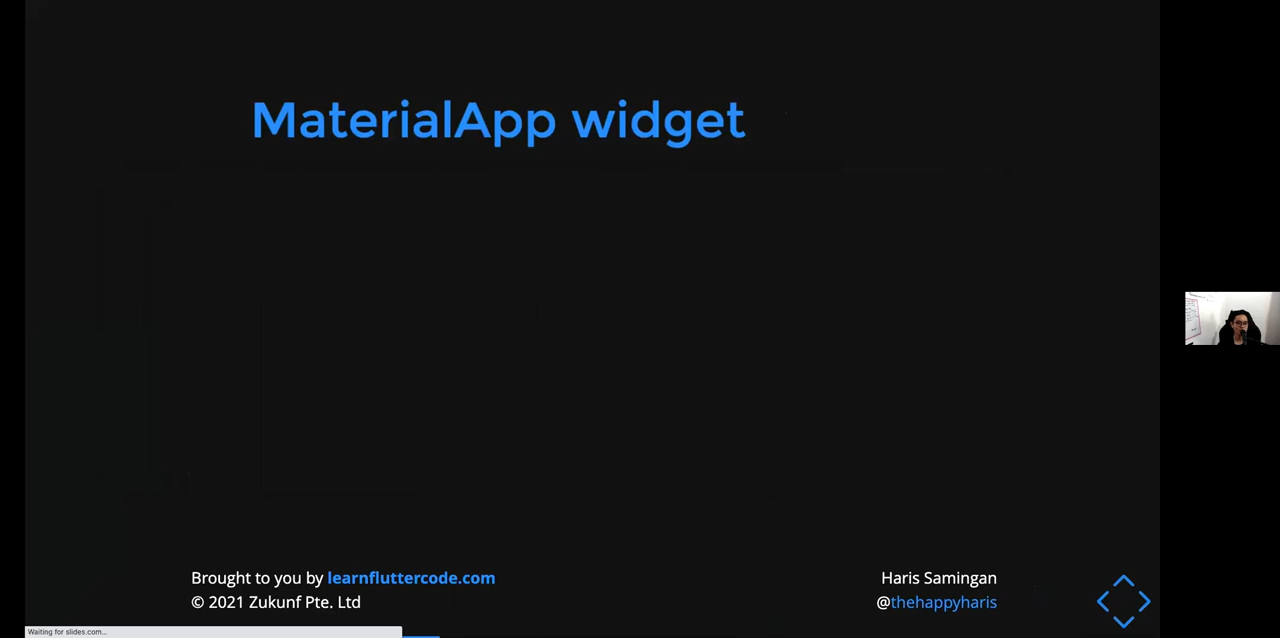 MaterialApp widget
Brought to you by learnfluttercode.com
© 2021 Zukunf Pte. Ltd
Haris Samingan
@thehappyharis
Waiting for slides.com...